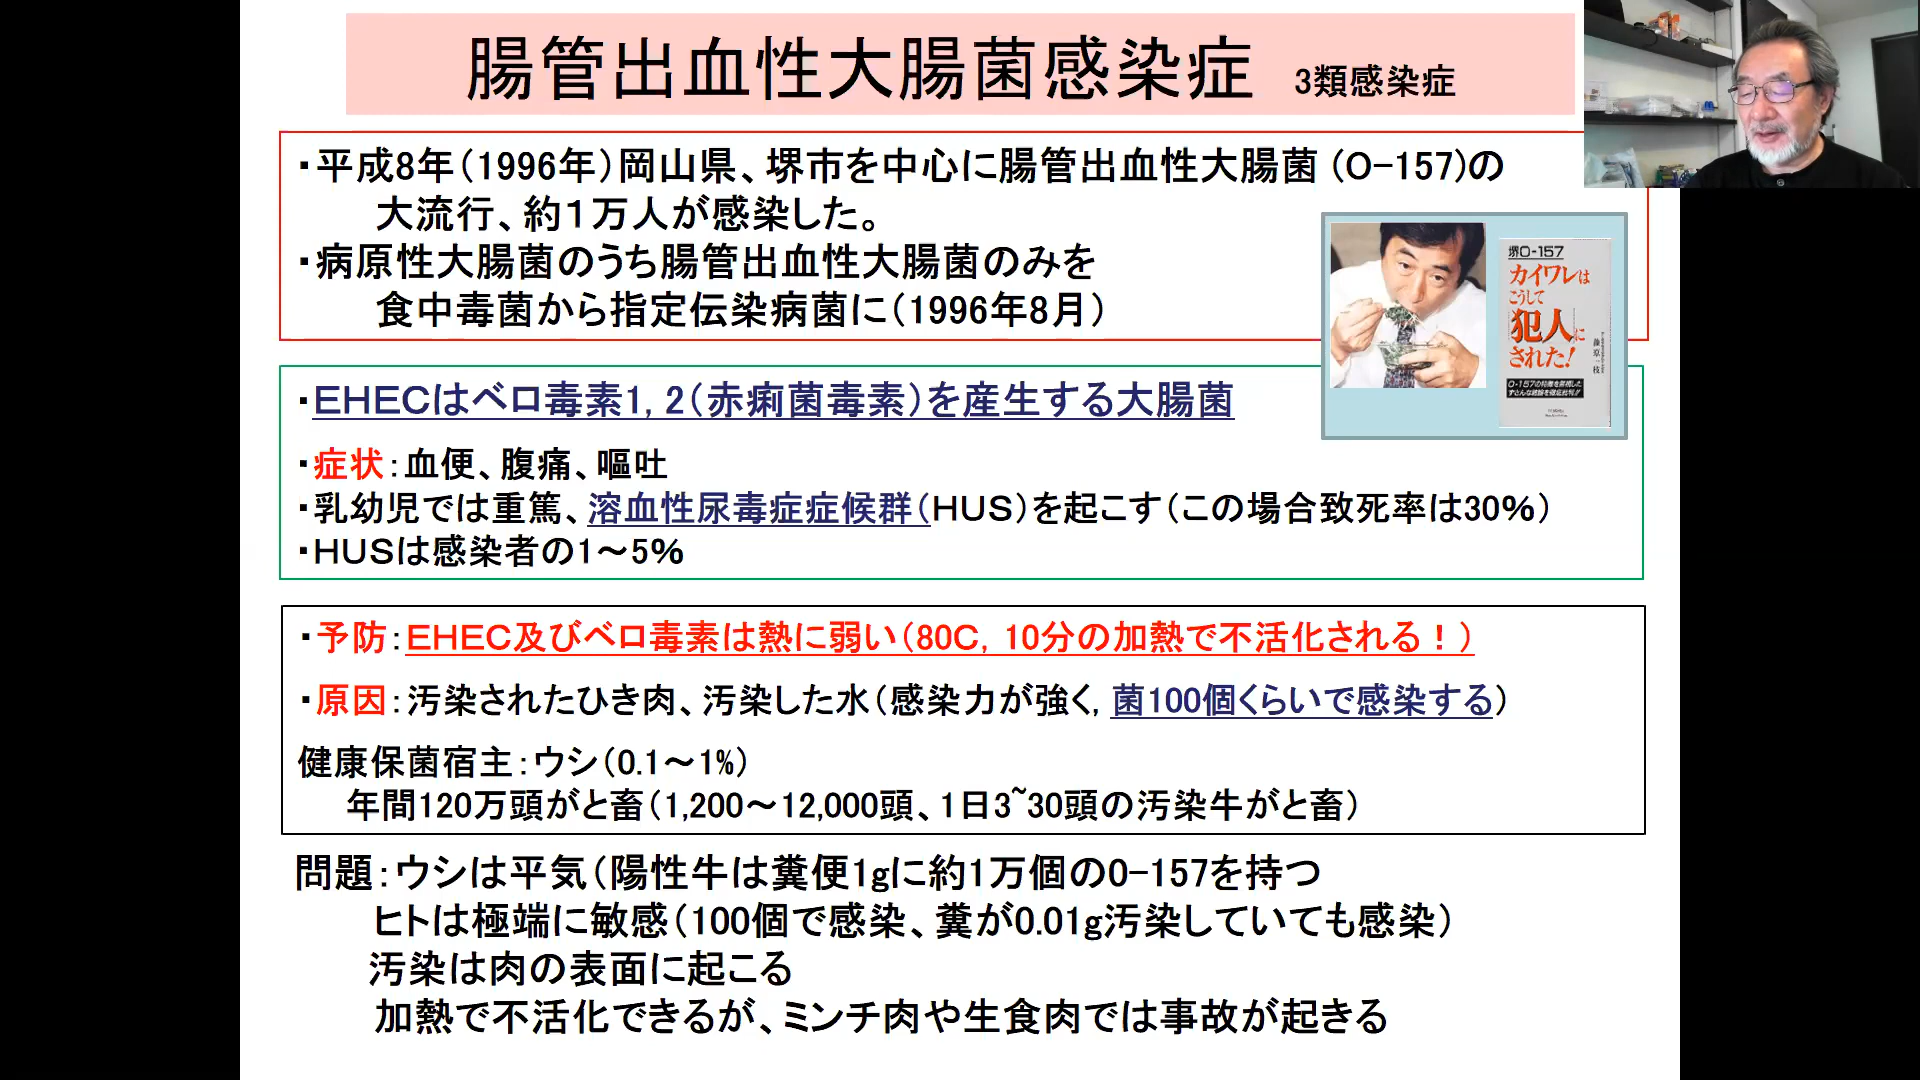 腸管出血性大腸菌感染症 3類感染症
・平成8年（1996年）岡山県、堺市を中心に腸管出血性大腸菌 (O-157)の
大流行、約１万人が感染した。
・病原性大腸菌のうち腸管出血性大腸菌のみを
食中毒菌から指定伝染病菌に（1996年8月）
堺O-157
カイワレは
こうして
犯人に
された!
藤原一枝
・EHECはベロ毒素1, 2（赤痢菌毒素）を産生する大腸菌
・症状：血便、腹痛、嘔吐
・乳幼児では重篤、溶血性尿毒症症候群（HUS）を起こす（この場合致死率は30%）
・HUSは感染者の1～5%
・予防：EHEC及びベロ毒素は熱に弱い（80C, 10分の加熱で不活化される！）
・原因：汚染されたひき肉、汚染した水（感染力が強く, 菌100個くらいで感染する）
健康保菌宿主：ウシ（0.1～1%）
年間120万頭がと畜（1,200～12,000頭、1日3~30頭の汚染牛がと畜）
問題：ウシは平気（陽性牛は糞便1gに約1万個のO-157を持つ
ヒトは極端に敏感（100個で感染、糞が0.01g汚染していても感染）
汚染は肉の表面に起こる
加熱で不活化できるが、ミンチ肉や生食肉では事故が起きる